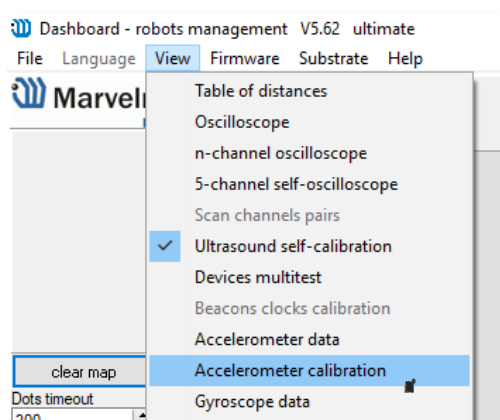 Dashboard - robots management V5.62 ultimate
File Language View Firmware Substrate Help
Table of distances
Oscilloscope
n-channel oscilloscope
5-channel self-oscilloscope
Scan channels pairs
Ultrasound self-calibration
Devices multitest
Beacons clocks calibration
Accelerometer data
clear map
Accelerometer calibration
Dots timeout
Gyroscope data